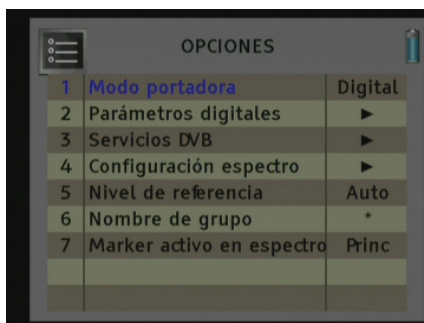 OPCIONES
1 Modo portadora Digital
2 Parámetros digitales ►
3 Servicios DVB ►
4 Configuración espectro ►
5 Nivel de referencia Auto
6 Nombre de grupo *
7 Marker activo en espectro Princ